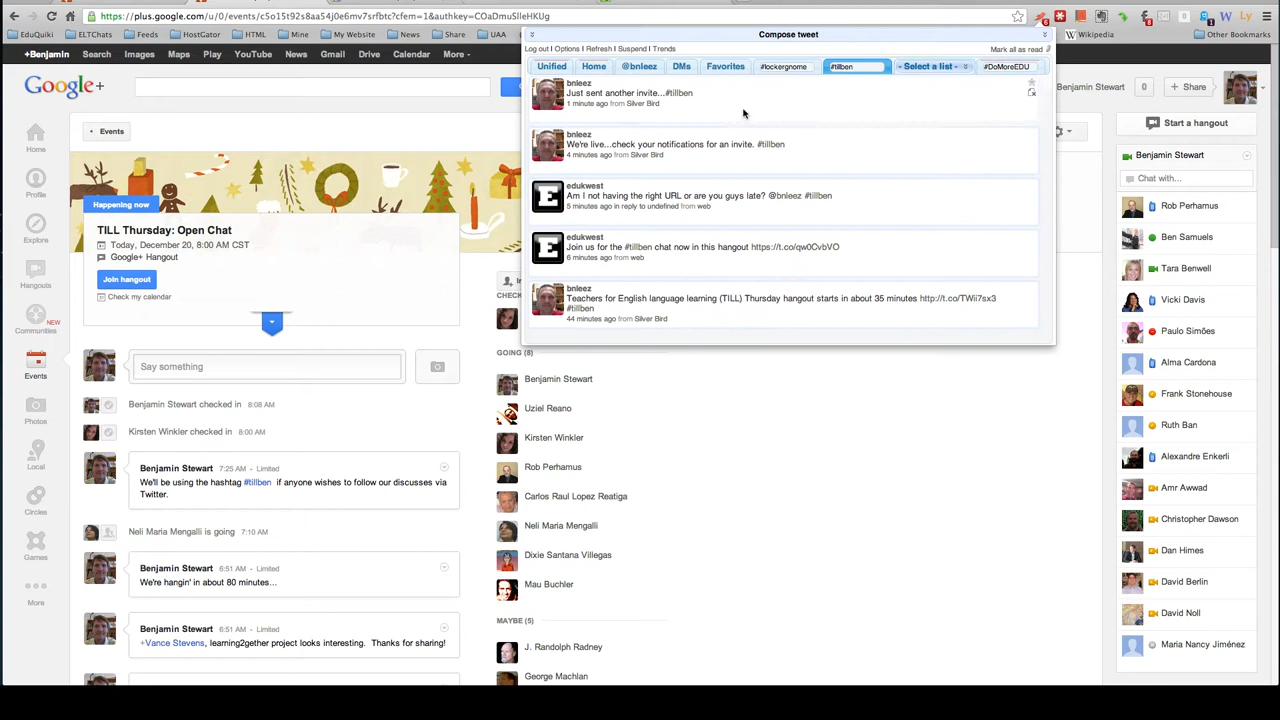 https://plus.google.com/u/0/events/c5o15t92s8aa54j0e6mv7srfbtc?cfem=1&authkey=COaDmuSlleHKUg
EduQuiki ELTChats FoodFights HostGator HTML Mine News Search UAA
Wikipedia Other Bookmarks
+Benjamin Search Images Maps Play YouTube News Gmail Drive Calendar More
Google+
Benjamin Stewart 0 + Share
Compose tweet
Log out | Options | Refresh | Suspend | Trends
Mark all as read
Unified Home @bnleez DMs Favorites #lockergnome #tillben Select a list #DoMoreEDU
bnleez
Just sent another invite...#tillben
1 minute ago from Silver Bird
bnleez
We're live...check your notifications for an invite. #tillben
4 minutes ago from Silver Bird
edukwest
Am I not having the right URL or are you guys late? @bnleez #tillben
5 minutes ago in reply to undefined from web
edukwest
Join us for the #tillben chat now in this hangout https://t.co/qw0CvbVO
6 minutes ago from web
bnleez
Teachers for English language learning (TILL) Thursday hangout starts in about 35 minutes http://t.co/TWii7sx3
#tillben
44 minutes ago from Silver Bird
Home
Profile
Explore
Hangouts
NEW
Communities
Events
Photos
Local
Circles
Games
More
Events
Happening now
TILL Thursday: Open Chat
Today, December 20, 8:00 AM CST
Google+ Hangout
Join hangout
Check my calendar
Say something
Benjamin Stewart checked in 8:08 AM
Kirsten Winkler checked in 8:00 AM
Benjamin Stewart 7:25 AM - Limited
We'll be using the hashtag #tillben if anyone wishes to follow our discusses via
Twitter.
Neli Maria Mengalli is going 7:10 AM
Benjamin Stewart 6:51 AM - Limited
We're hangin' in about 80 minutes...
Benjamin Stewart 6:51 AM - Limited
+Vance Stevens, learning2gether project looks interesting. Thanks for sharing!
GOING (8)
Benjamin Stewart
Uziel Reano
Kirsten Winkler
Rob Perhamus
Carlos Raul Lopez Reatiga
Neli Maria Mengalli
Dixie Santana Villegas
Mau Buchler
MAYBE (5)
J. Randolph Radney
George Machlan
Start a hangout
Benjamin Stewart
Chat with...
Rob Perhamus
Ben Samuels
Tara Benwell
Vicki Davis
Paulo Simões
Alma Cardona
Frank Stonehouse
Ruth Ban
Alexandre Enkerli
Amr Awwad
Christopher Dawson
Dan Himes
David Berlin
David Noll
Maria Nancy Jiménez